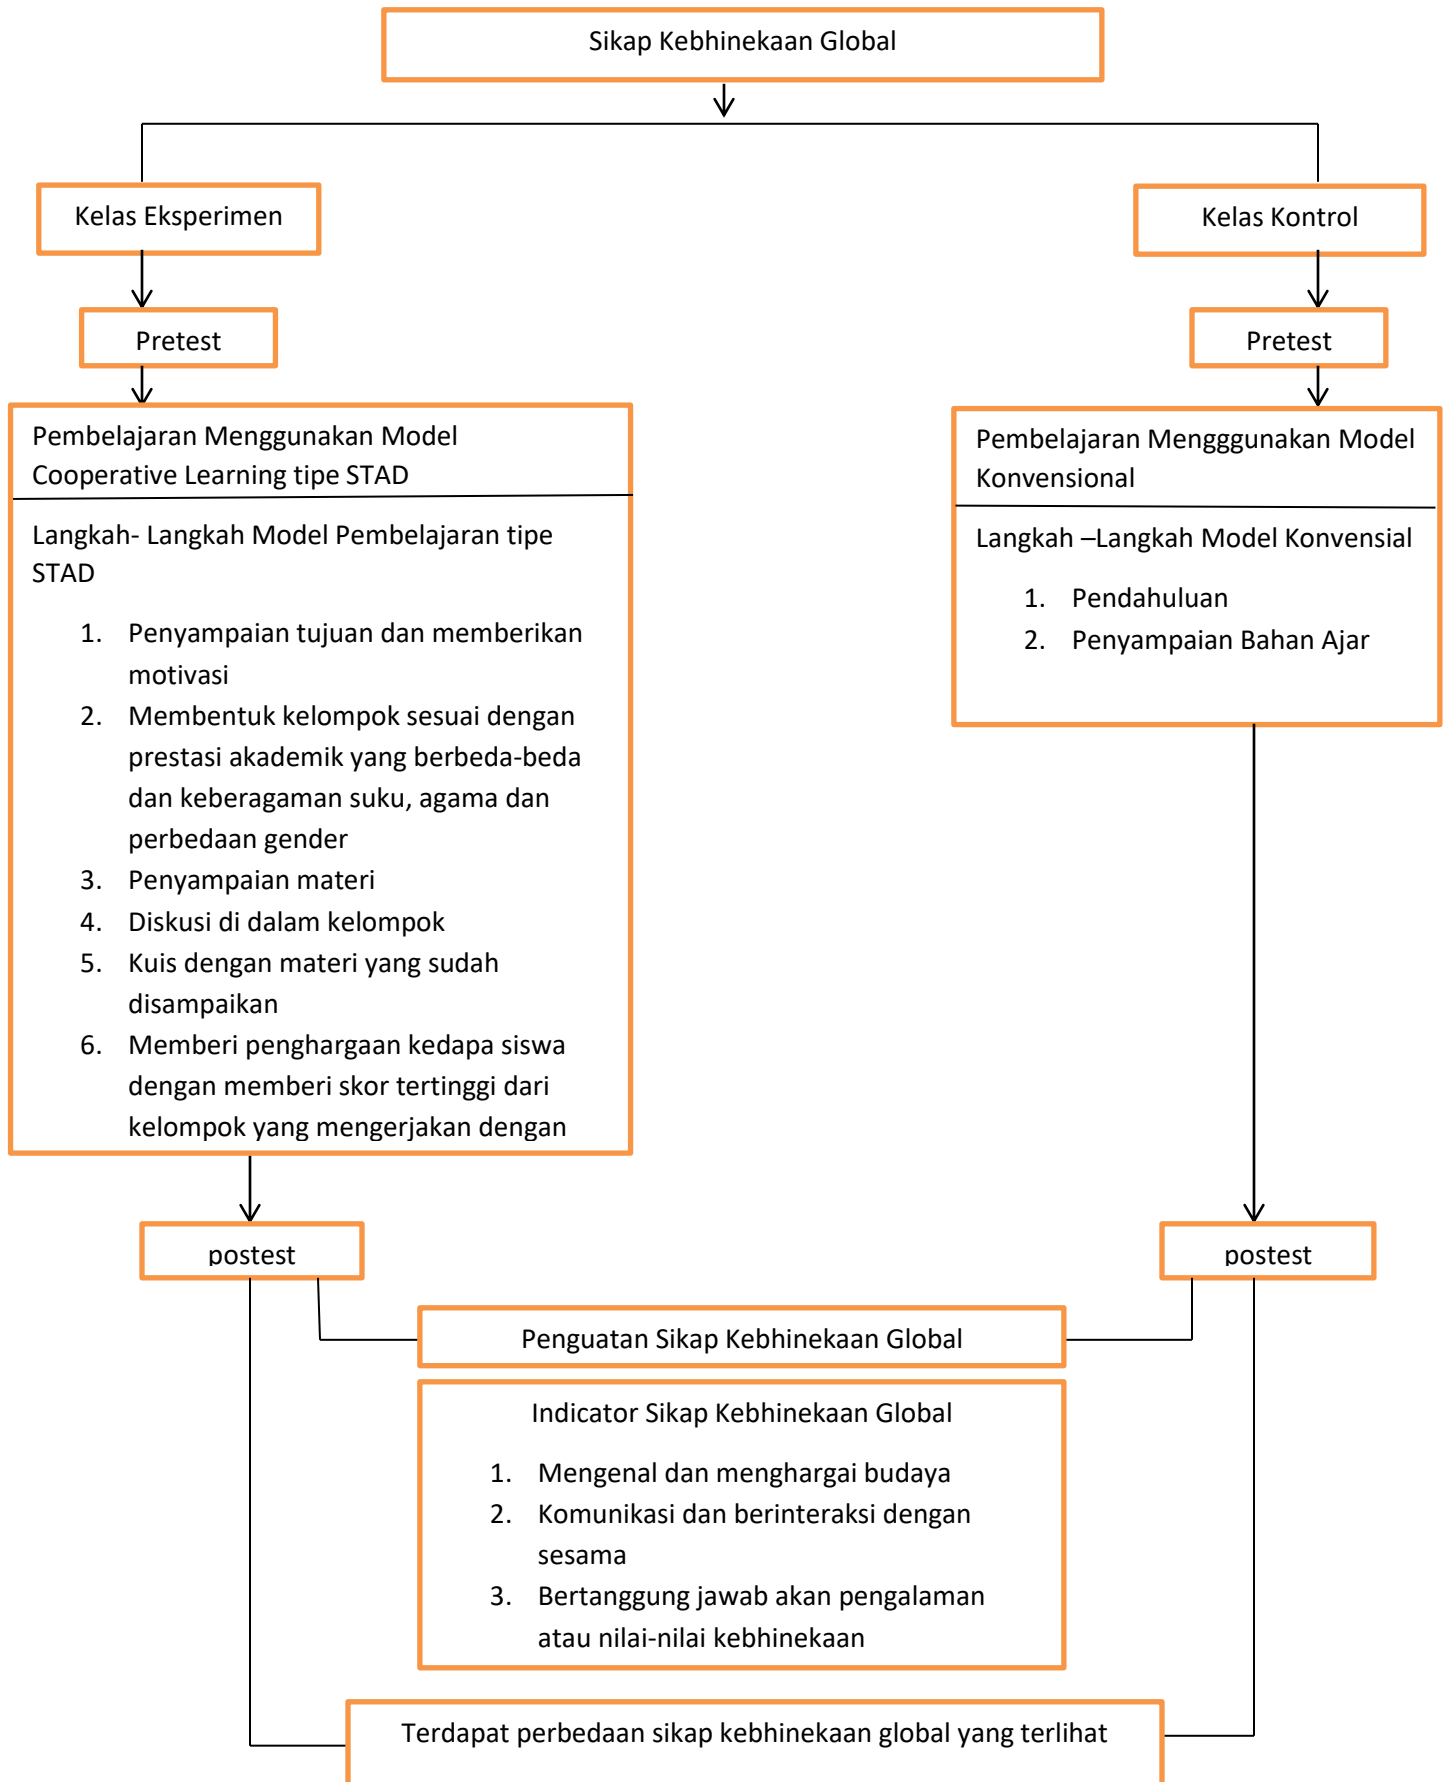 Sikap Kebhinekaan Global
Kelas Eksperimen
Kelas Kontrol
Pretest
Pretest
Pembelajaran Menggunakan Model
Cooperative Learning tipe STAD
Langkah- Langkah Model Pembelajaran tipe
STAD
1. Penyampaian tujuan dan memberikan
motivasi
2. Membentuk kelompok sesuai dengan
prestasi akademik yang berbeda-beda
dan keberagaman suku, agama dan
perbedaan gender
3. Penyampaian materi
4. Diskusi di dalam kelompok
5. Kuis dengan materi yang sudah
disampaikan
6. Memberi penghargaan kedapa siswa
dengan memberi skor tertinggi dari
kelompok yang mengerjakan dengan
Pembelajaran Mengggunakan Model
Konvensional
Langkah –Langkah Model Konvensial
1. Pendahuluan
2. Penyampaian Bahan Ajar
postest
postest
Penguatan Sikap Kebhinekaan Global
Indicator Sikap Kebhinekaan Global
1. Mengenal dan menghargai budaya
2. Komunikasi dan berinteraksi dengan
sesama
3. Bertanggung jawab akan pengalaman
atau nilai-nilai kebhinekaan
Terdapat perbedaan sikap kebhinekaan global yang terlihat